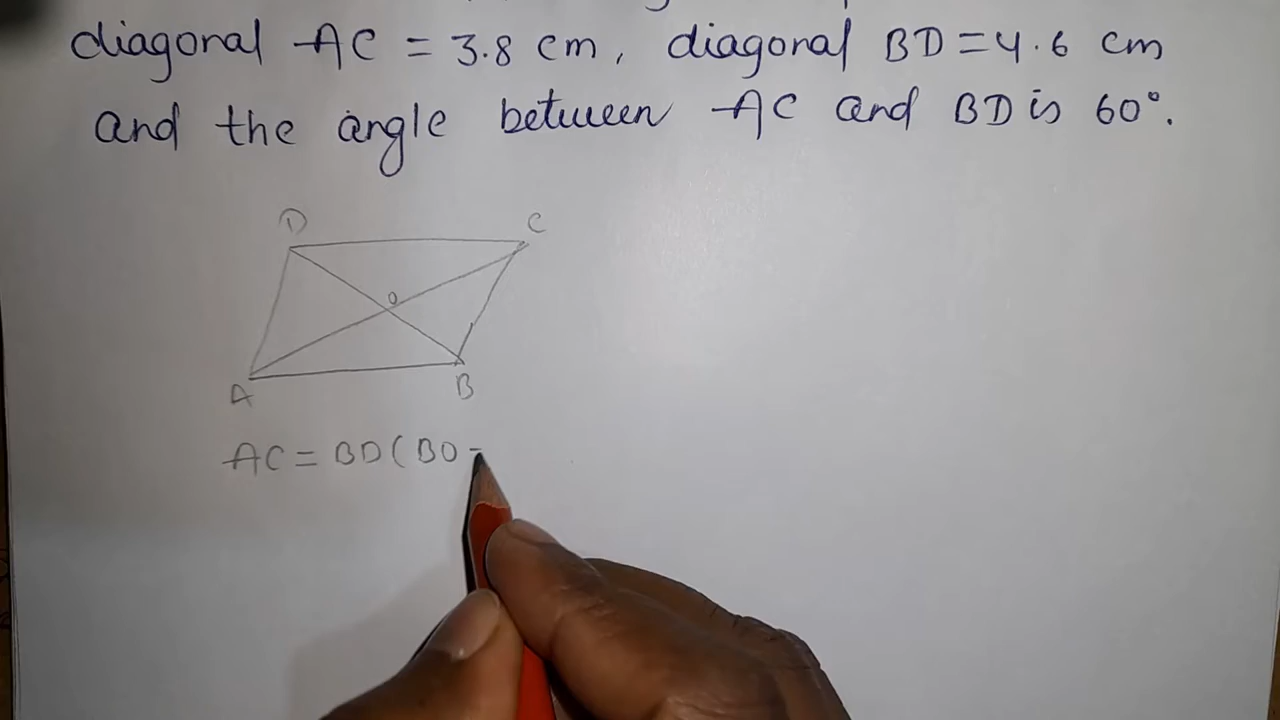 diagonal AC = 3.8 cm, diagonal BD = 4.6 cm
and the angle between AC and BD is 60°.
D C
O
A B
AC = BD ( BO =